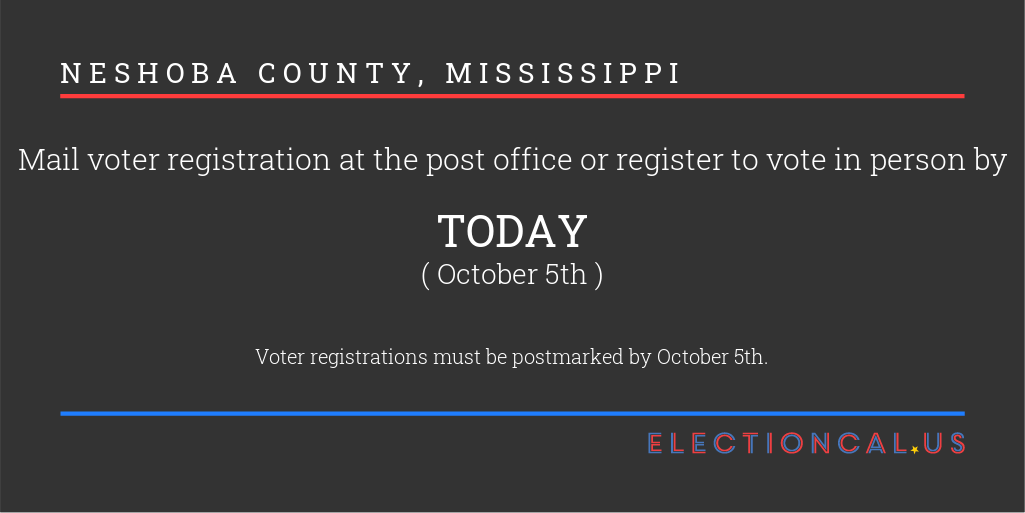 NESHOBA COUNTY, MISSISSIPPI
Mail voter registration at the post office or register to vote in person by
TODAY
( October 5th )
Voter registrations must be postmarked by October 5th.
ELECTIONCAL.US